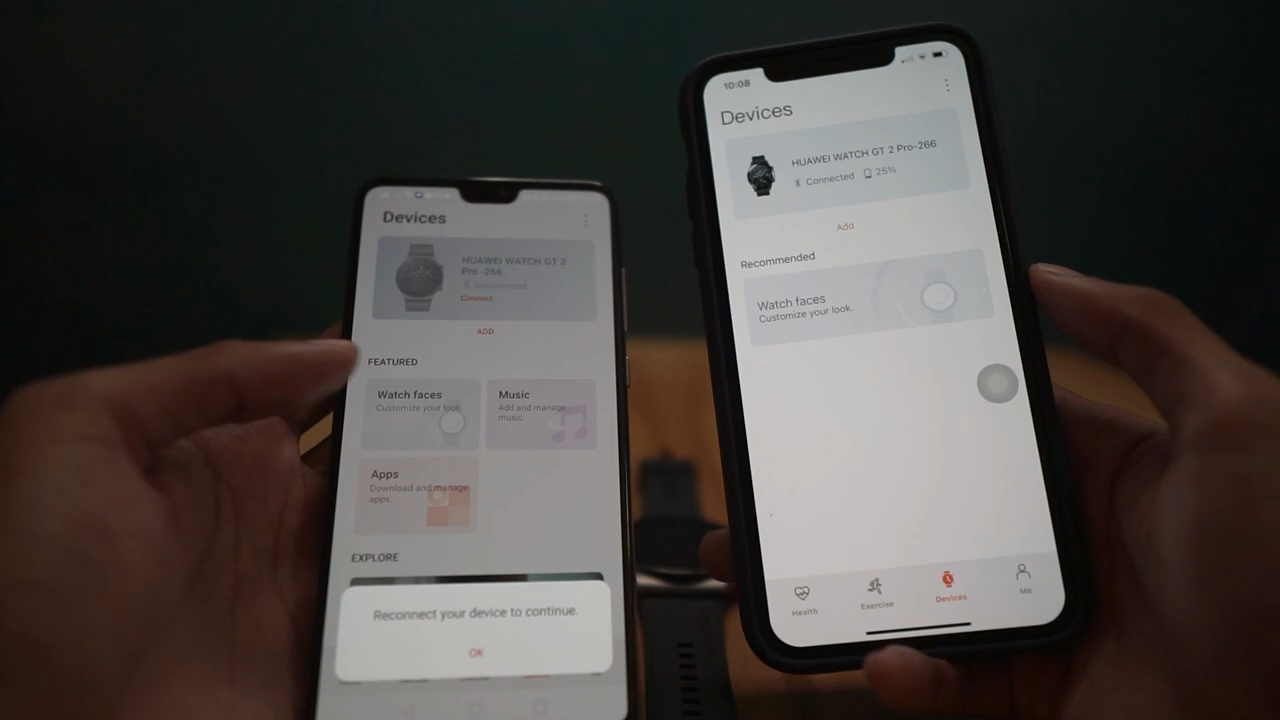 Devices
HUAWEI WATCH GT 2
Pro -266
Disconnected
Connect
ADD
FEATURED
Watch faces
Customize your look.
Music
Add and manage
music.
Apps
Download and manage
apps.
EXPLORE
Reconnect your device to continue.
OK
10:08
Devices
HUAWEI WATCH GT 2 Pro-266
Connected 25%
Add
Recommended
Watch faces
Customize your look.
Health
Exercise
Devices
Me